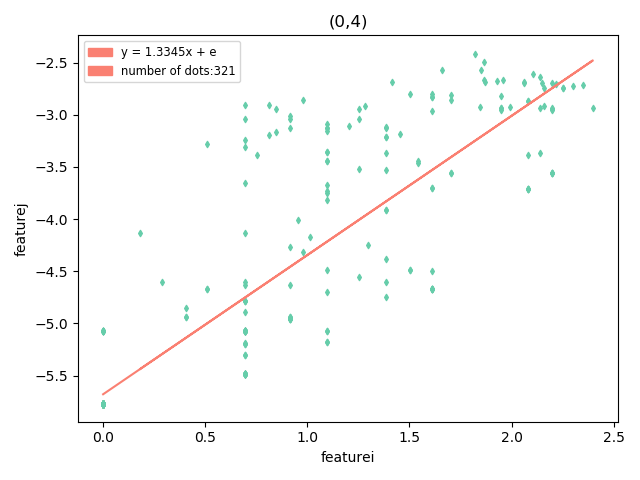 (0,4)
y = 1.3345x + e
number of dots:321
−2.5
−3.0
−3.5
−4.0
−4.5
−5.0
−5.5
featurej
0.0 0.5 1.0 1.5 2.0 2.5
featurei